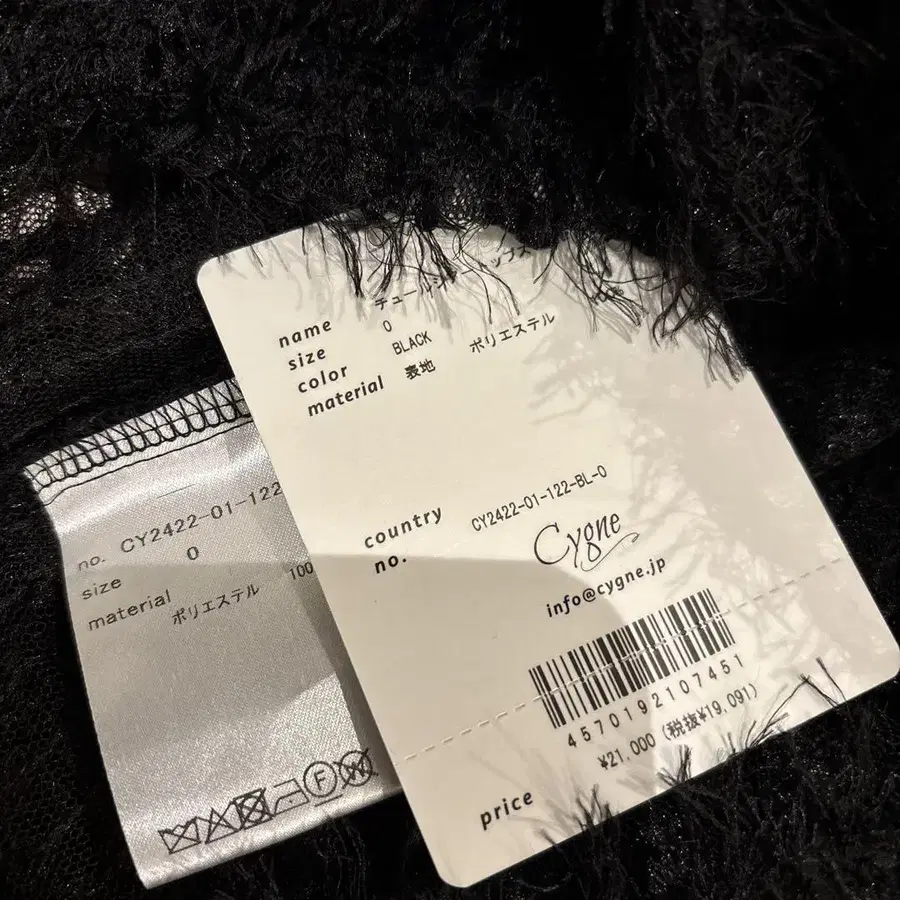 name チュール
size 0
color BLACK
material 表地 ポリエステル
country
no. CY2422-01-122-BL-0
Cygne
info@cygne.jp
4570192107451
price ¥21,000 (税抜¥19,091)
no. CY2422-01-122
size 0
material ポリエステル 100
F
W